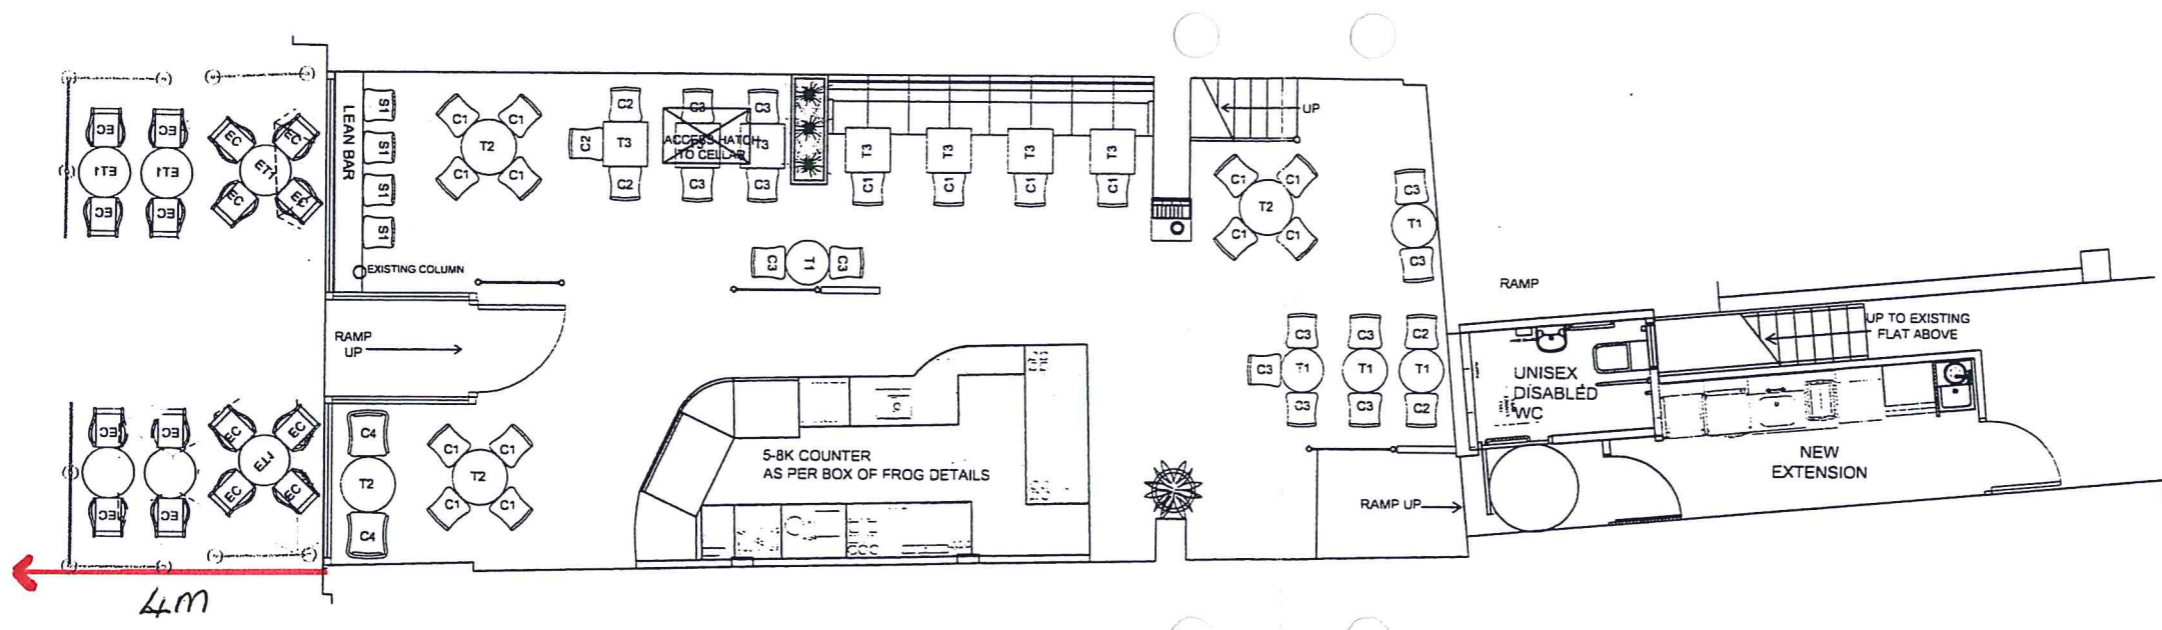 LEAN BAR
S1
S1
S1
S1
EXISTING COLUMN
EC
EC
EC
EC
ET1
ET1
ET1
EC
EC
EC
EC
C1
C1
T2
C1
C1
C2
C2
T3
C2
C3
C3
ACCESS HATCH
TO CELLAR
T3
C3
C3
T3
T3
T3
T3
C1
C1
C1
C1
C3
T1
C3
UP
C1
C1
T2
C1
C1
C3
T1
C3
RAMP
RAMP
UP
C3
C3
C2
C3
T1
T1
T1
C3
C3
C2
UP TO EXISTING
FLAT ABOVE
UNISEX
DISABLED
WC
NEW
EXTENSION
RAMP UP
5-8K COUNTER
AS PER BOX OF FROG DETAILS
EC
EC
EC
EC
ET1
EC
EC
EC
EC
C4
T2
C4
C1
C1
T2
C1
C1
4m